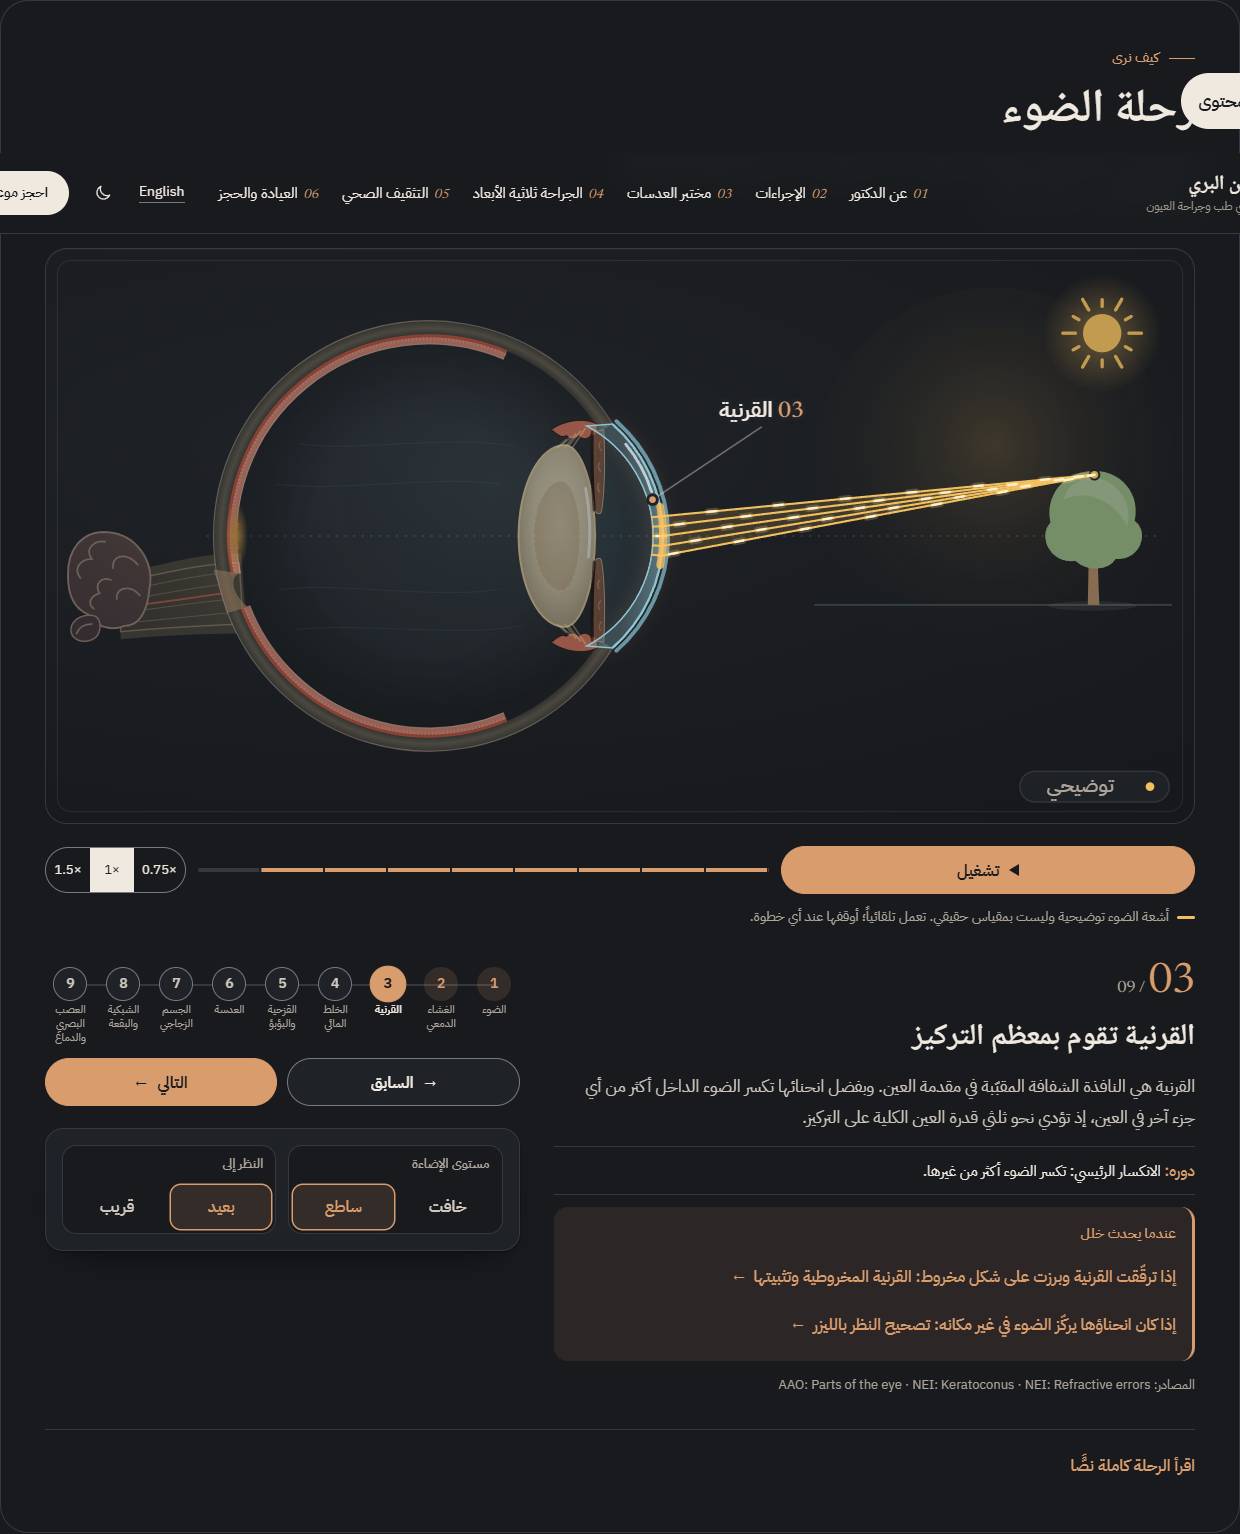 كيف نرى
رحلة الضوء
محتوى
ن البري
ي طب وجراحة العيون
01 عن الدكتور
02 الإجراءات
03 مختبر العدسات
04 الجراحة ثلاثية الأبعاد
05 التثقيف الصحي
06 العيادة والحجز
English
احجز موع
03 القرنية
توضيحي
تشغيل
0.75×
1×
1.5×
أشعة الضوء توضيحية وليست بمقياس حقيقي. تعمل تلقائياً؛ أوقفها عند أي خطوة.
03 / 09
القرنية تقوم بمعظم التركيز
القرنية هي النافذة الشفافة المقبّبة في مقدمة العين. وبفضل انحنائها تكسر الضوء الداخل أكثر من أي
جزء آخر في العين، إذ تؤدي نحو ثلثي قدرة العين الكلية على التركيز.
دوره: الانكسار الرئيسي: تكسر الضوء أكثر من غيرها.
عندما يحدث خلل
إذا ترقّقت القرنية وبرزت على شكل مخروط: القرنية المخروطية وتثبيتها ←
إذا كان انحناؤها يركّز الضوء في غير مكانه: تصحيح النظر بالليزر ←
المصادر: AAO: Parts of the eye · NEI: Keratoconus · NEI: Refractive errors
1
الضوء
2
الغشاء
الدمعي
3
القرنية
4
الخلط
المائي
5
القزحية
والبؤبؤ
6
العدسة
7
الجسم
الزجاجي
8
الشبكية
والبقعة
9
العصب
البصري
والدماغ
→ السابق
التالي ←
مستوى الإضاءة
خافت
ساطع
النظر إلى
بعيد
قريب
اقرأ الرحلة كاملة نصًّا